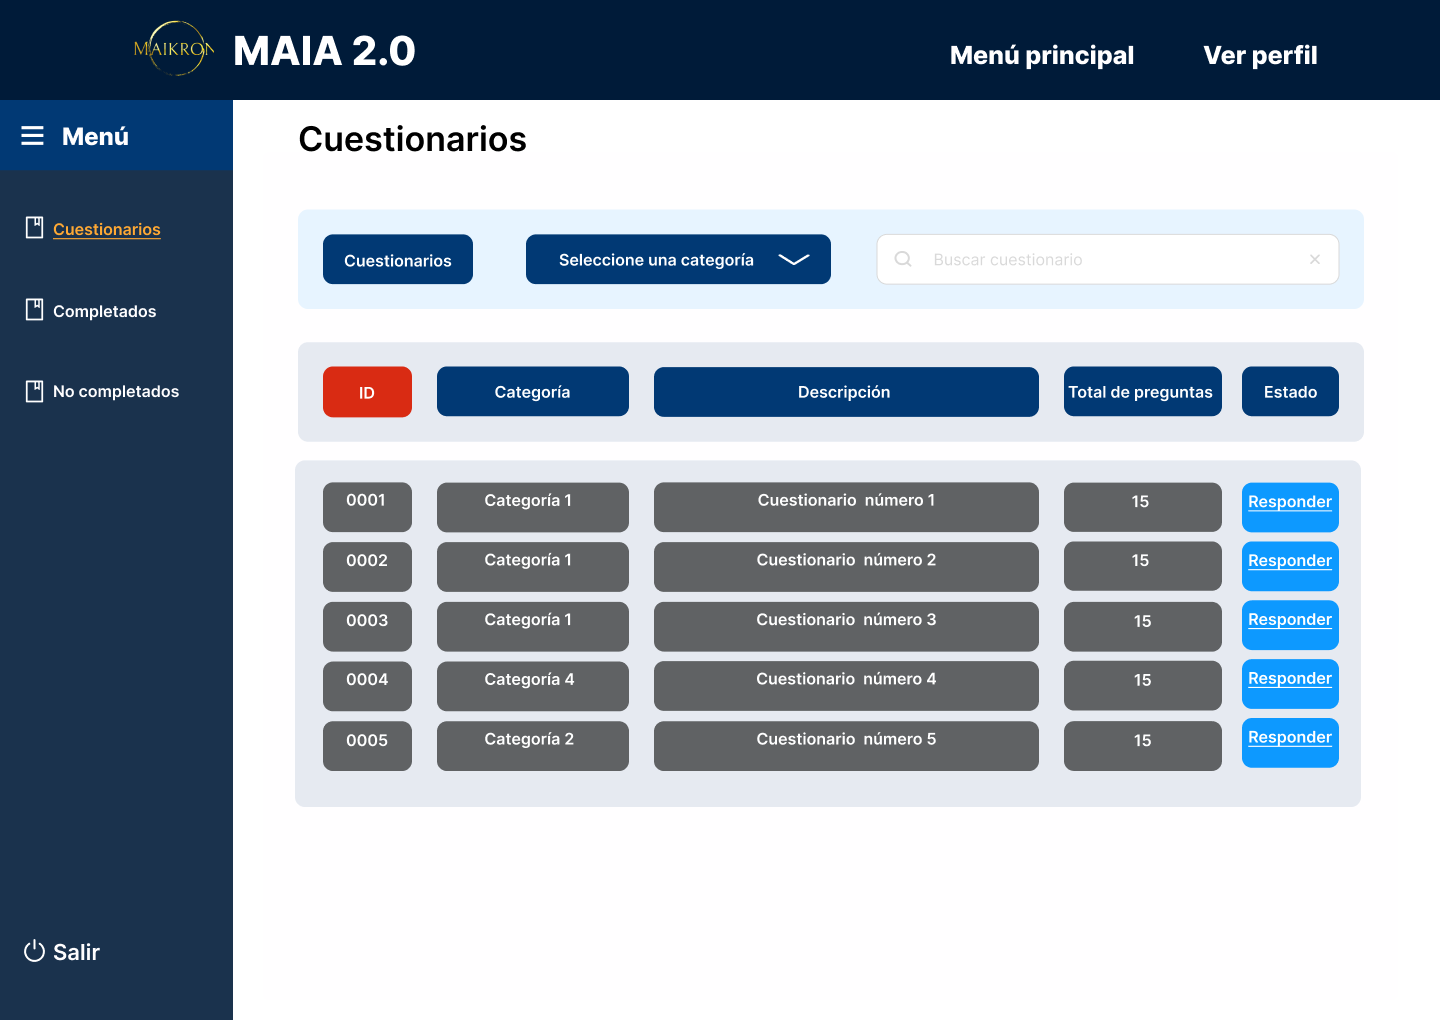 MAIKRON
MAIA 2.0
Menú principal
Ver perfil
Menú
Cuestionarios
Completados
No completados
Salir
Cuestionarios
Cuestionarios
Seleccione una categoría
Buscar cuestionario
ID Categoría Descripción Total de preguntas Estado
0001 Categoría 1 Cuestionario número 1 15 Responder
0002 Categoría 1 Cuestionario número 2 15 Responder
0003 Categoría 1 Cuestionario número 3 15 Responder
0004 Categoría 4 Cuestionario número 4 15 Responder
0005 Categoría 2 Cuestionario número 5 15 Responder